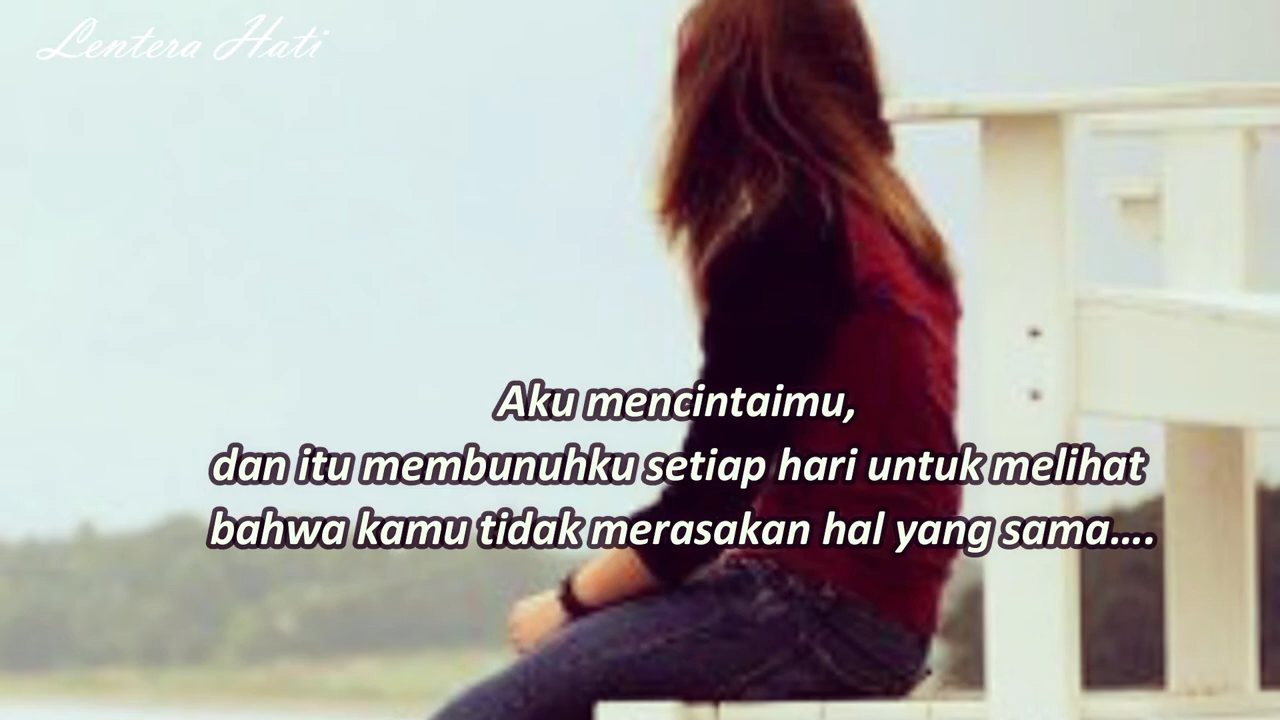 Lentera Hati
Aku mencintaimu,
dan itu membunuhku setiap hari untuk melihat
bahwa kamu tidak merasakan hal yang sama....